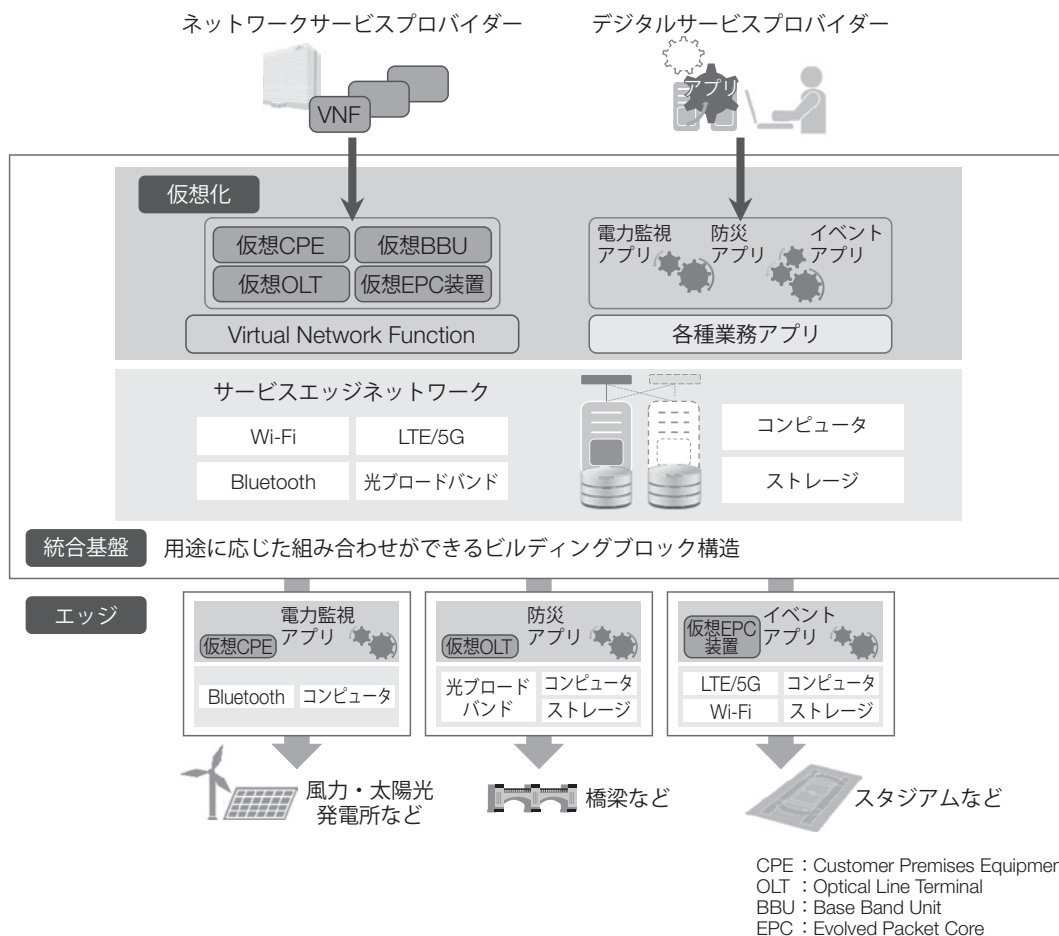 ネットワークサービスプロバイダー
デジタルサービスプロバイダー
VNF
アプリ
仮想化
仮想CPE
仮想BBU
仮想OLT
仮想EPC装置
Virtual Network Function
電力監視
アプリ
防災
アプリ
イベント
アプリ
各種業務アプリ
サービスエッジネットワーク
Wi-Fi
LTE/5G
Bluetooth
光ブロードバンド
コンピュータ
ストレージ
統合基盤
用途に応じた組み合わせができるビルディングブロック構造
エッジ
仮想CPE
電力監視
アプリ
Bluetooth
コンピュータ
仮想OLT
防災
アプリ
光ブロード
バンド
コンピュータ
ストレージ
仮想EPC
装置
イベント
アプリ
LTE/5G
コンピュータ
Wi-Fi
ストレージ
風力・太陽光
発電所など
橋梁など
スタジアムなど
CPE：Customer Premises Equipmen
OLT：Optical Line Terminal
BBU：Base Band Unit
EPC：Evolved Packet Core